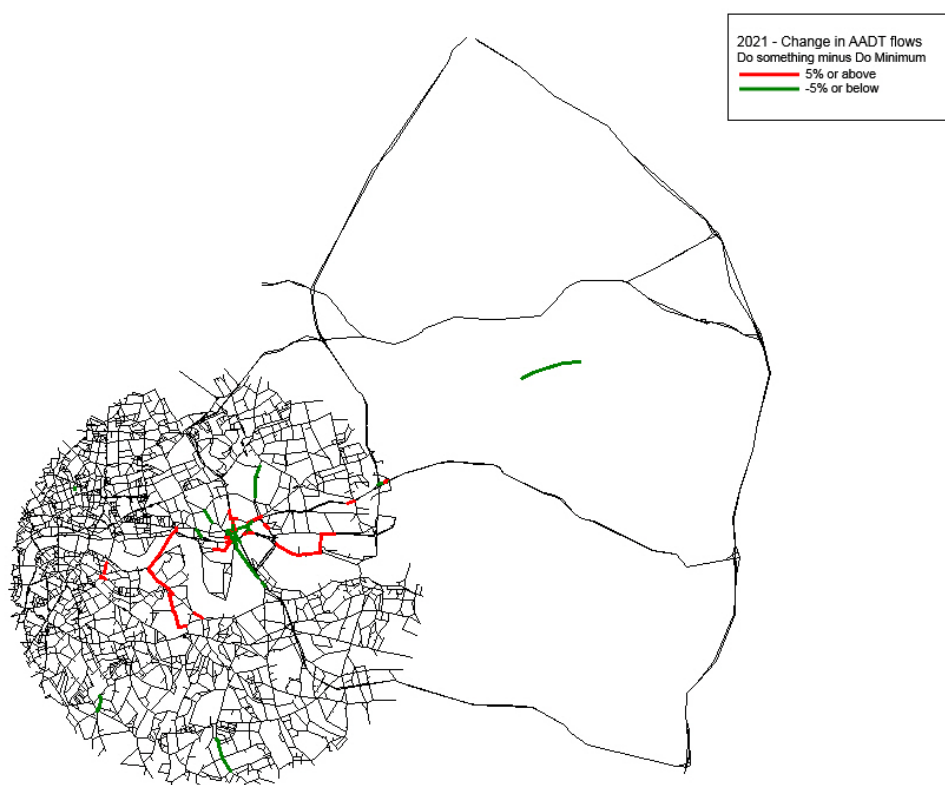 2021 - Change in AADT flows
Do something minus Do Minimum
5% or above
-5% or below